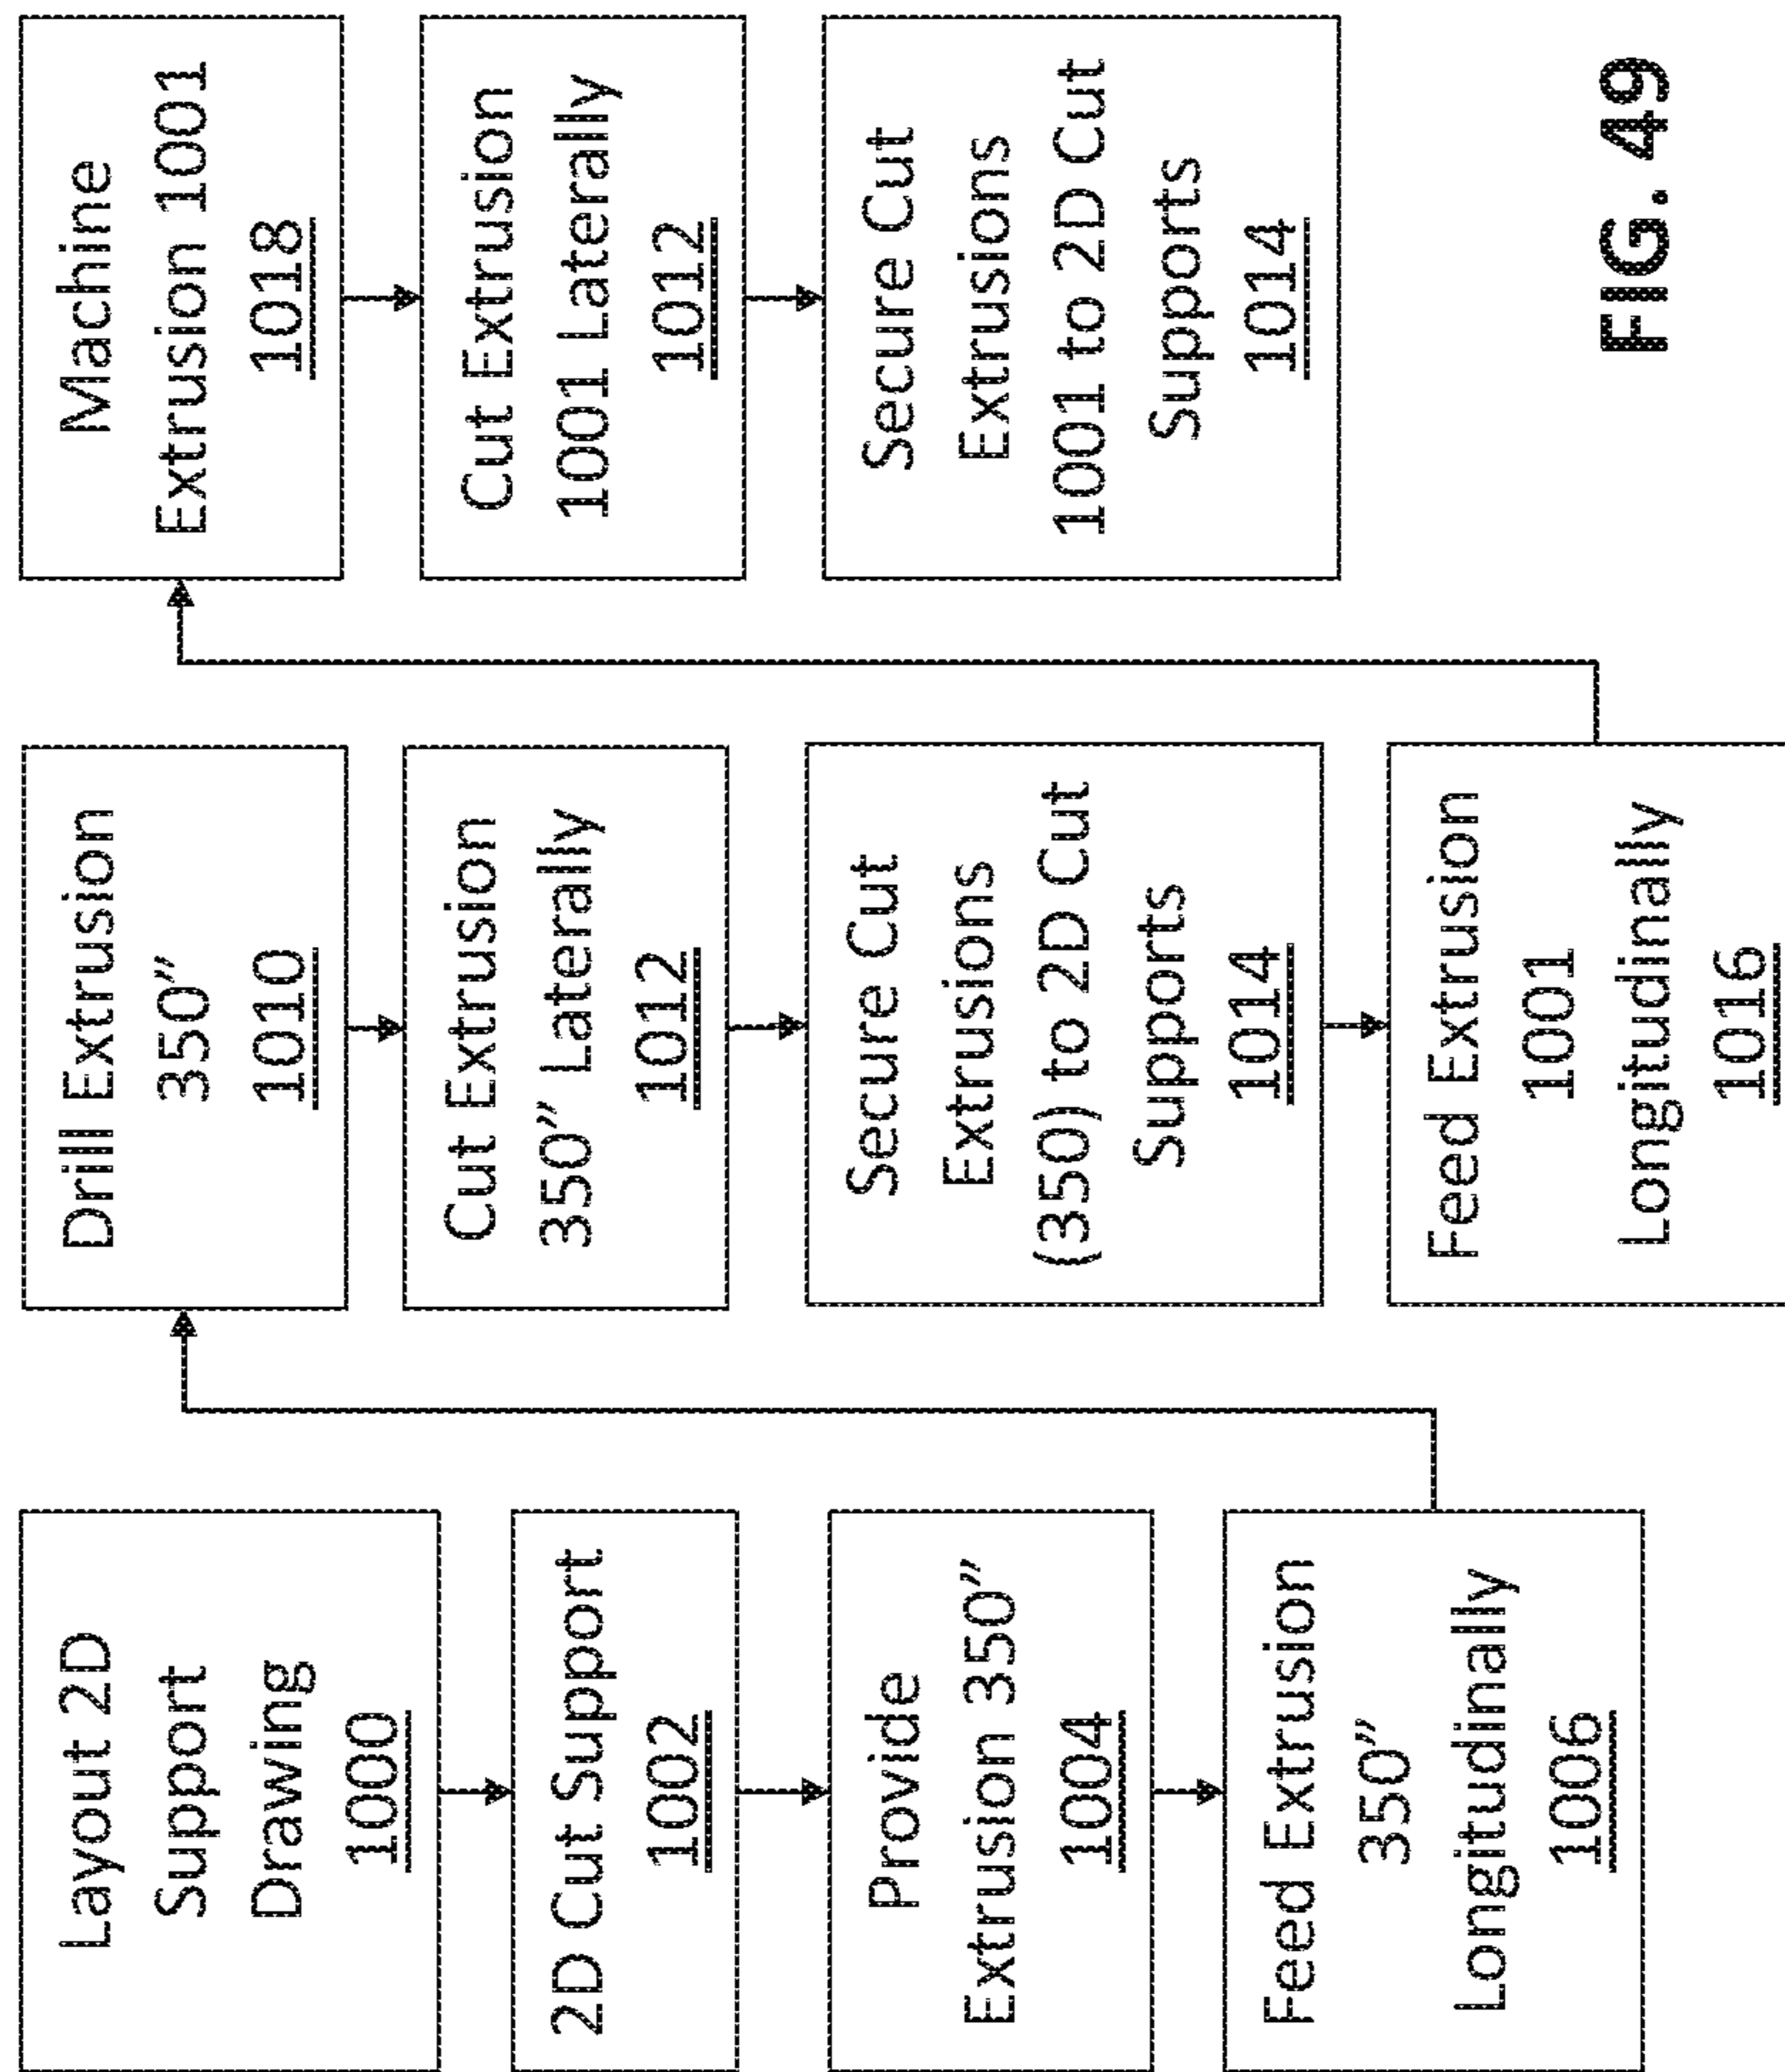 Layout 2D
Support
Drawing
1000
2D Cut Support
1002
Provide
Extrusion 350”
1004
Feed Extrusion
350”
Longitudinally
1006
Drill Extrusion
350”
1010
Cut Extrusion
350” Laterally
1012
Secure Cut
Extrusions
(350) to 2D Cut
Supports
1014
Feed Extrusion
1001
Longitudinally
1016
Machine
Extrusion 1001
1018
Cut Extrusion
1001 Laterally
1012
Secure Cut
Extrusions
1001 to 2D Cut
Supports
1014
FIG. 49